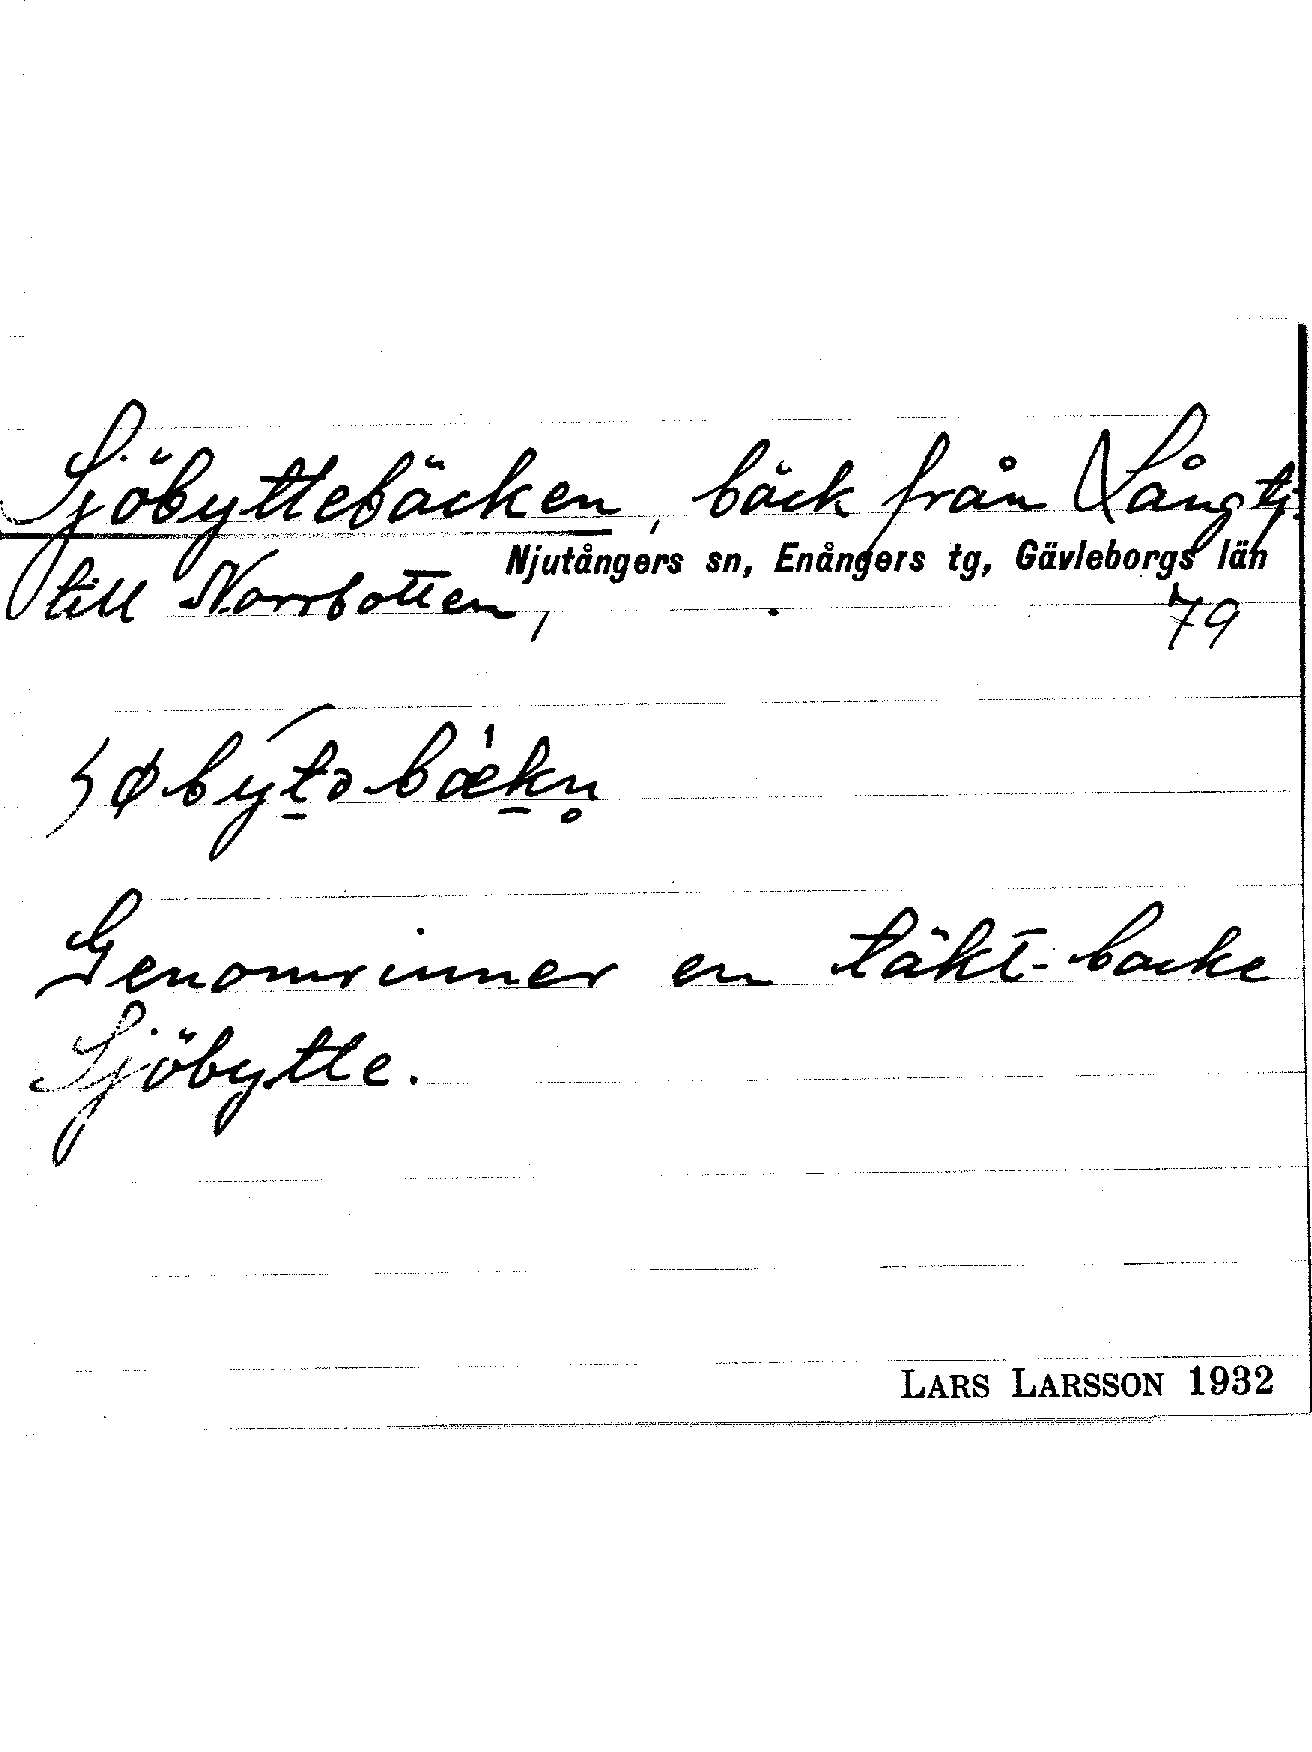 Sjöbyttebäcken, bäck från Långtj.
Njutångers sn, Enångers tg, Gävleborgs län
till Norrbotten, 79
Genomrinner en täkt-backe
Sjöbytte.
LARS LARSSON 1932